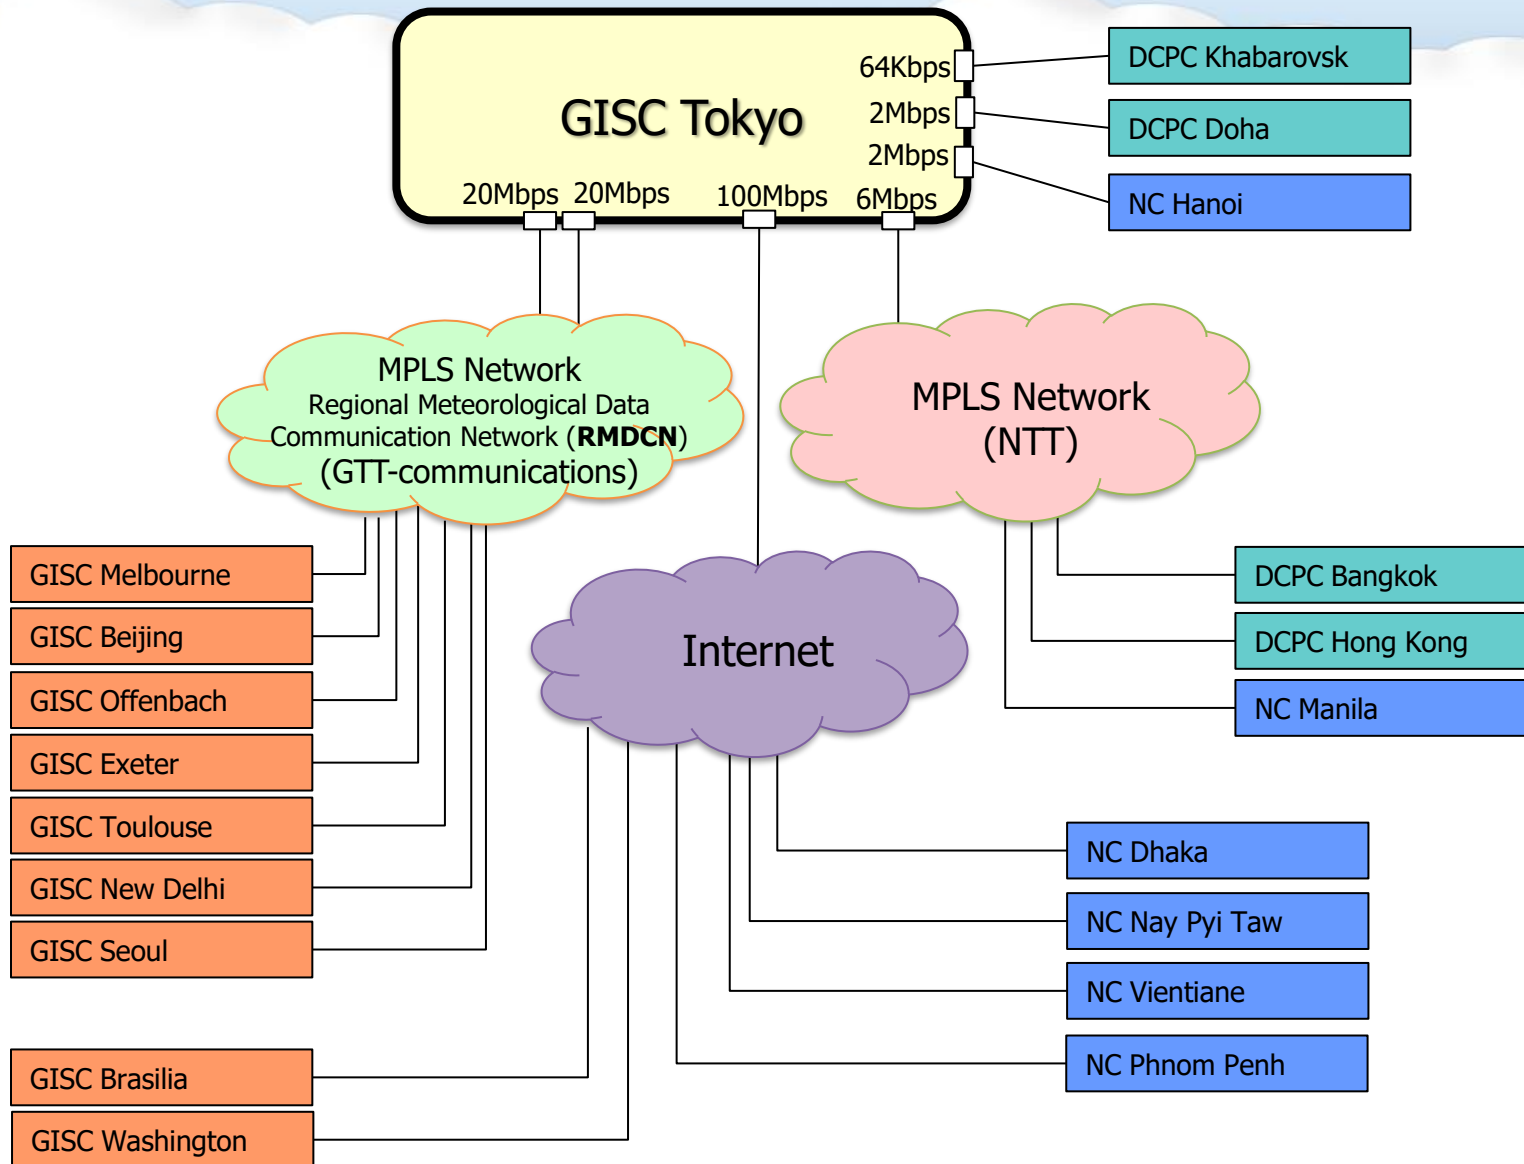 GISC Tokyo
64Kbps
2Mbps
2Mbps
20Mbps
20Mbps
100Mbps
6Mbps
DCPC Khabarovsk
DCPC Doha
NC Hanoi
MPLS Network
Regional Meteorological Data
Communication Network (RMDCN)
(GTT-communications)
MPLS Network
(NTT)
Internet
GISC Melbourne
GISC Beijing
GISC Offenbach
GISC Exeter
GISC Toulouse
GISC New Delhi
GISC Seoul
GISC Brasilia
GISC Washington
DCPC Bangkok
DCPC Hong Kong
NC Manila
NC Dhaka
NC Nay Pyi Taw
NC Vientiane
NC Phnom Penh